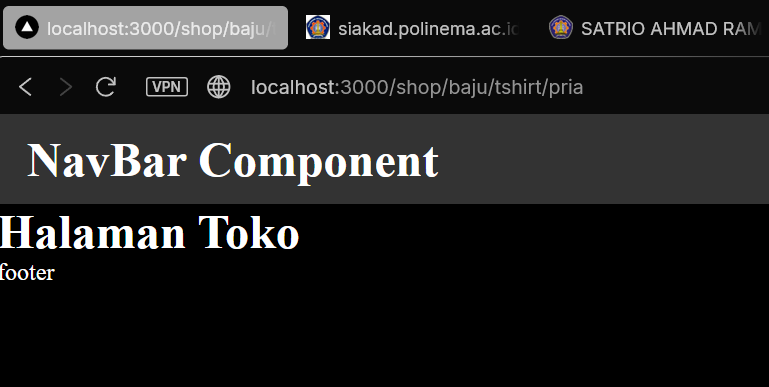 localhost:3000/shop/baju/
siakad.polinema.ac.id
SATRIO AHMAD RAM
VPN
localhost:3000/shop/baju/tshirt/pria
NavBar Component
Halaman Toko
footer